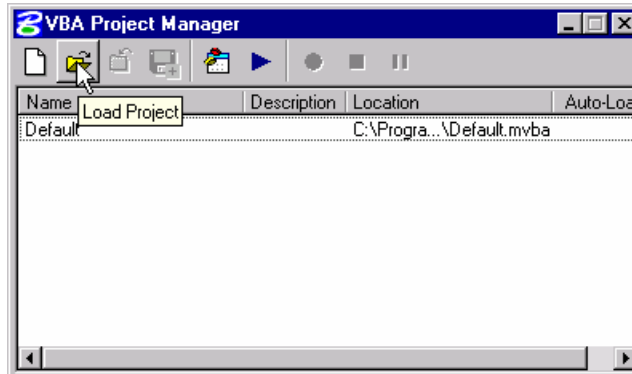 VBA Project Manager
Name Description Location Auto-Loa
Load Project
Default C:\Progra...\Default.mvba